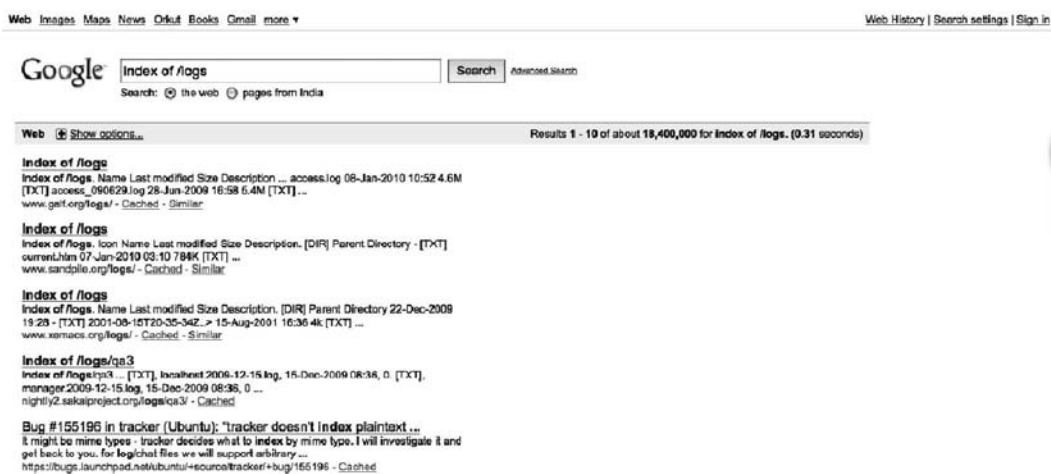 Web Images Maps News Orkut Books Gmail more ▼
Web History | Search settings | Sign in
Google
Index of /logs
Search
Advanced Search
Search: the web pages from India
Web Show options...
Results 1 - 10 of about 18,400,000 for index of /logs. (0.31 seconds)
Index of /logs
Index of /logs. Name Last modified Size Description ... access.log 08-Jan-2010 10:52 4.6M
[TXT] access_090629.log 28-Jun-2009 16:58 5.4M [TXT] ...
/logs/ - Cached - Similar
Index of /logs
Index of /logs. Icon Name Last modified Size Description. [DIR] Parent Directory - [TXT]
current.htm 07-Jan-2010 03:10 784K [TXT] ...
www.sandpile.org/logs/ - Cached - Similar
Index of /logs
Index of /logs. Name Last modified Size Description. [DIR] Parent Directory 22-Dec-2009
19:28 - [TXT] 2001-08-15T20-35-34Z..> 15-Aug-2001 16:36 4k [TXT] ...
www.xemacs.org/logs/ - Cached - Similar
Index of /logs/qa3
Index of /logs/qa3 ... [TXT], localhost.2009-12-15.log, 15-Dec-2009 08:36, 0. [TXT],
manager.2009-12-15.log, 15-Dec-2009 08:36, 0 ...
nightly2.sakaiproject.org/logs/qa3/ - Cached
Bug #155196 in tracker (Ubuntu): "tracker doesn't index plaintext ...
It might be mime types - tracker decides what to index by mime type. I will investigate it and
get back to you. for log/chat files we will support arbitrary ...
https://bugs.launchpad.net/ubuntu/+source/tracker/+bug/155196 - Cached